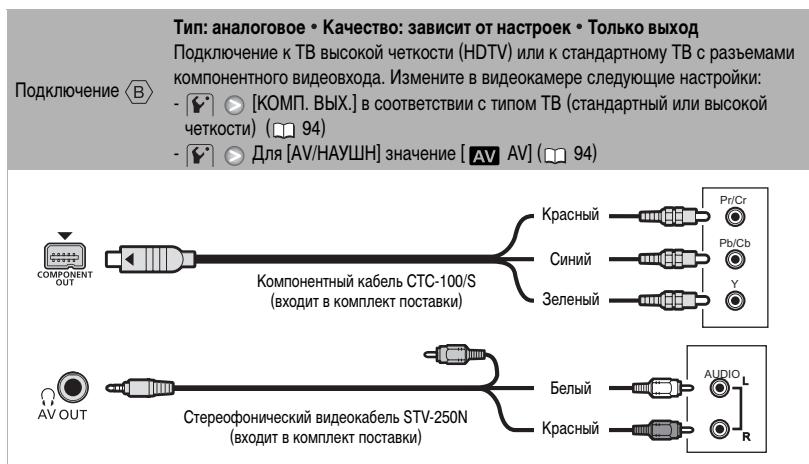 Тип: аналоговое • Качество: зависит от настроек • Только выход
Подключение B
Подключение к ТВ высокой четкости (HDTV) или к стандартному ТВ с разъемами
компонентного видеовхода. Измените в видеокамере следующие настройки:
- [КОМП. ВЫХ.] в соответствии с типом ТВ (стандартный или высокой
четкости) ( 94)
- Для [AV/НАУШН] значение [ AV AV] ( 94)
COMPONENT
OUT
Компонентный кабель CTC-100/S
(входит в комплект поставки)
Красный
Синий
Зеленый
Pr/Cr
Pb/Cb
Y
AV OUT
Стереофонический видеокабель STV-250N
(входит в комплект поставки)
Белый
Красный
AUDIO
L
R